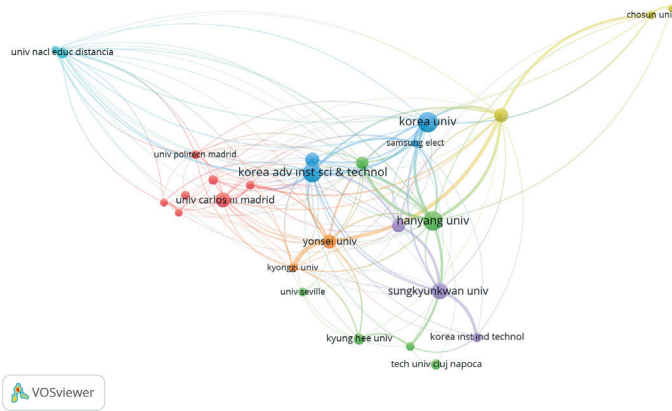 chosun uni
univ nacl educ distancia
korea univ
samsung elect
univ politecn madrid
korea adv inst sci & technol
univ carlos iii madrid
hanyang univ
yonsei univ
kyonggi univ
univ seville
sungkyunkwan univ
kyung hee univ
korea inst ind technol
tech univ cluj napoca
VOSviewer